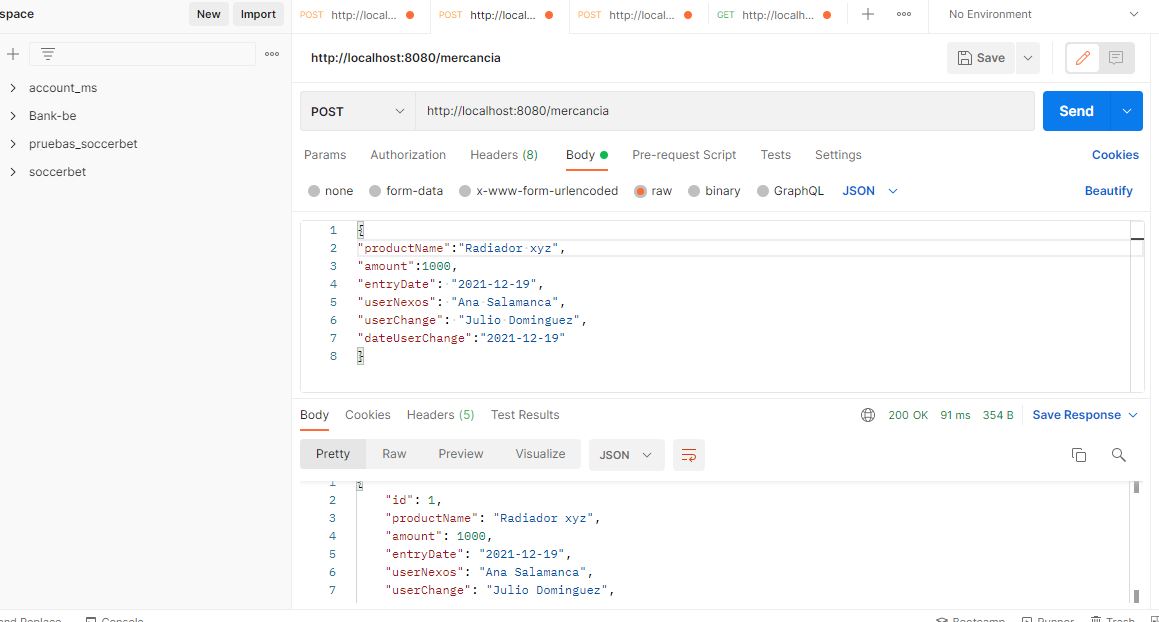 space New Import POST http://local... POST http://local... POST http://local... GET http://localh... No Environment
http://localhost:8080/mercancia Save
account_ms
Bank-be
pruebas_soccerbet
soccerbet
POST http://localhost:8080/mercancia Send
Params Authorization Headers (8) Body Pre-request Script Tests Settings Cookies
none form-data x-www-form-urlencoded raw binary GraphQL JSON Beautify
1 {
2 "productName":"Radiador xyz",
3 "amount":1000,
4 "entryDate": "2021-12-19",
5 "userNexos": "Ana Salamanca",
6 "userChange": "Julio Dominguez",
7 "dateUserChange":"2021-12-19"
8 }
Body Cookies Headers (5) Test Results 200 OK 91 ms 354 B Save Response
Pretty Raw Preview Visualize JSON
1 {
2 "id": 1,
3 "productName": "Radiador xyz",
4 "amount": 1000,
5 "entryDate": "2021-12-19",
6 "userNexos": "Ana Salamanca",
7 "userChange": "Julio Dominguez",
and Replace Console Bootcamp Runner Trash